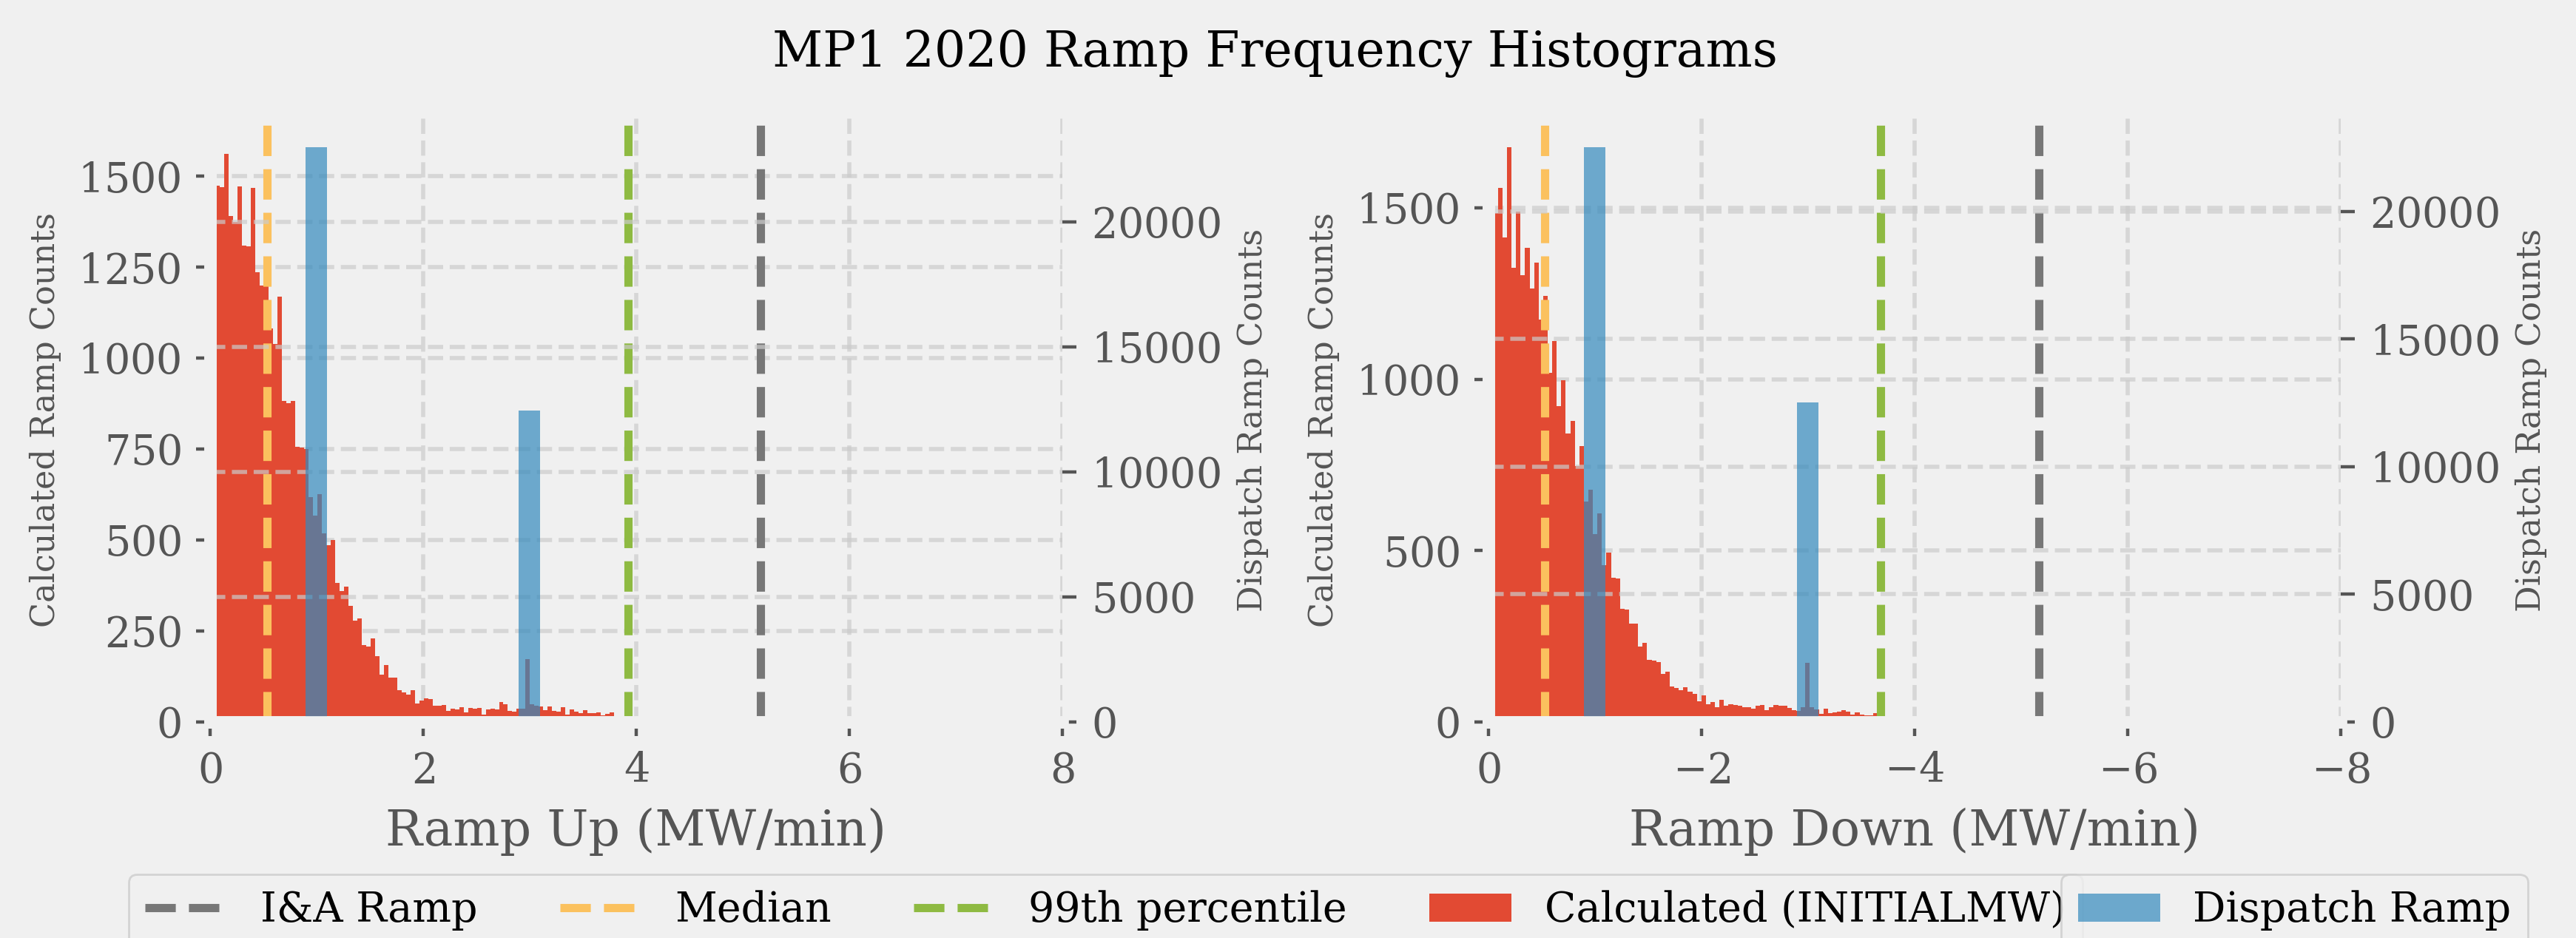 MP1 2020 Ramp Frequency Histograms
Calculated Ramp Counts
1500
1250
1000
750
500
250
0
20000
15000
10000
5000
0
Dispatch Ramp Counts
0 2 4 6 8
Ramp Up (MW/min)
Calculated Ramp Counts
1500
1000
500
0
20000
15000
10000
5000
0
Dispatch Ramp Counts
0 −2 −4 −6 −8
Ramp Down (MW/min)
I&A Ramp Median 99th percentile Calculated (INITIALMW) Dispatch Ramp